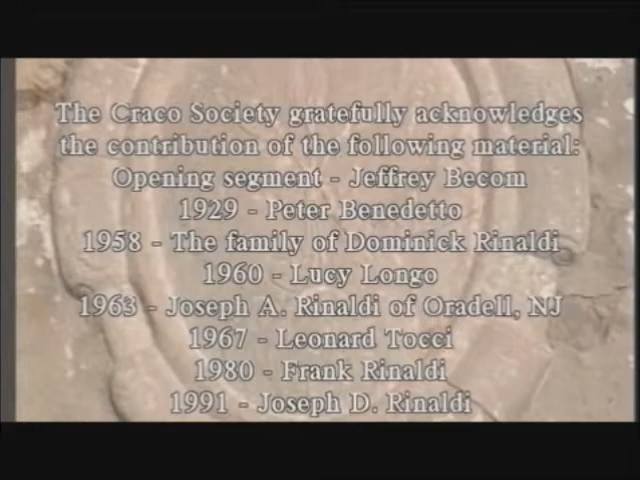 The Craco Society gratefully acknowledges
the contribution of the following material:
Opening segment - Jeffrey Becom
1929 - Peter Benedetto
1958 - The family of Dominick Rinaldi
1960 - Lucy Longo
1963 - Joseph A. Rinaldi of Oradell, NJ
1967 - Leonard Tocci
1980 - Frank Rinaldi
1991 - Joseph D. Rinaldi